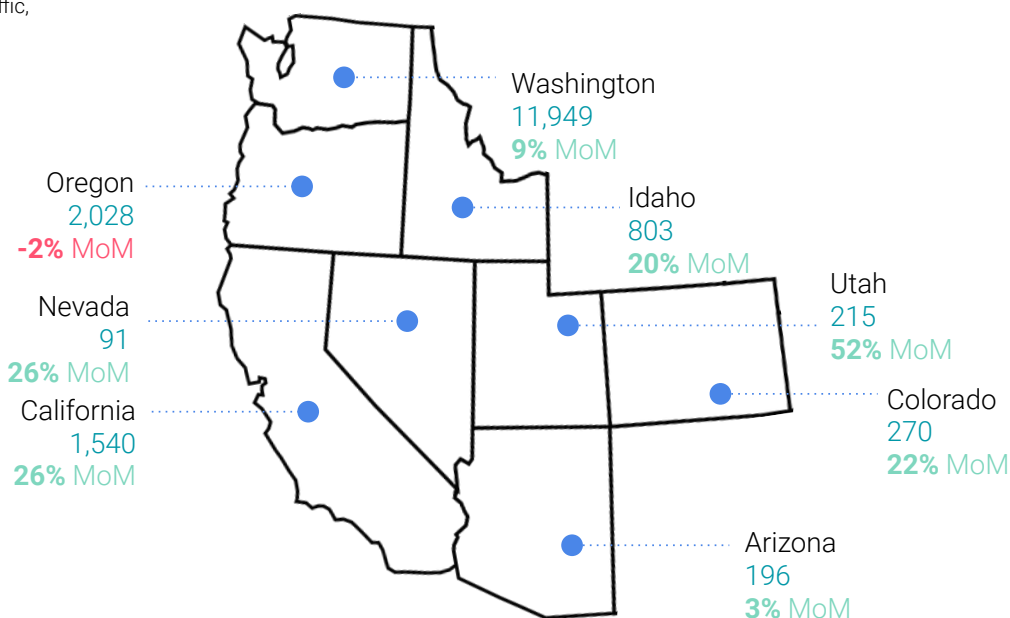 ffic,
Washington
11,949
9% MoM
Oregon
2,028
-2% MoM
Idaho
803
20% MoM
Utah
215
52% MoM
Nevada
91
26% MoM
Colorado
270
22% MoM
California
1,540
26% MoM
Arizona
196
3% MoM